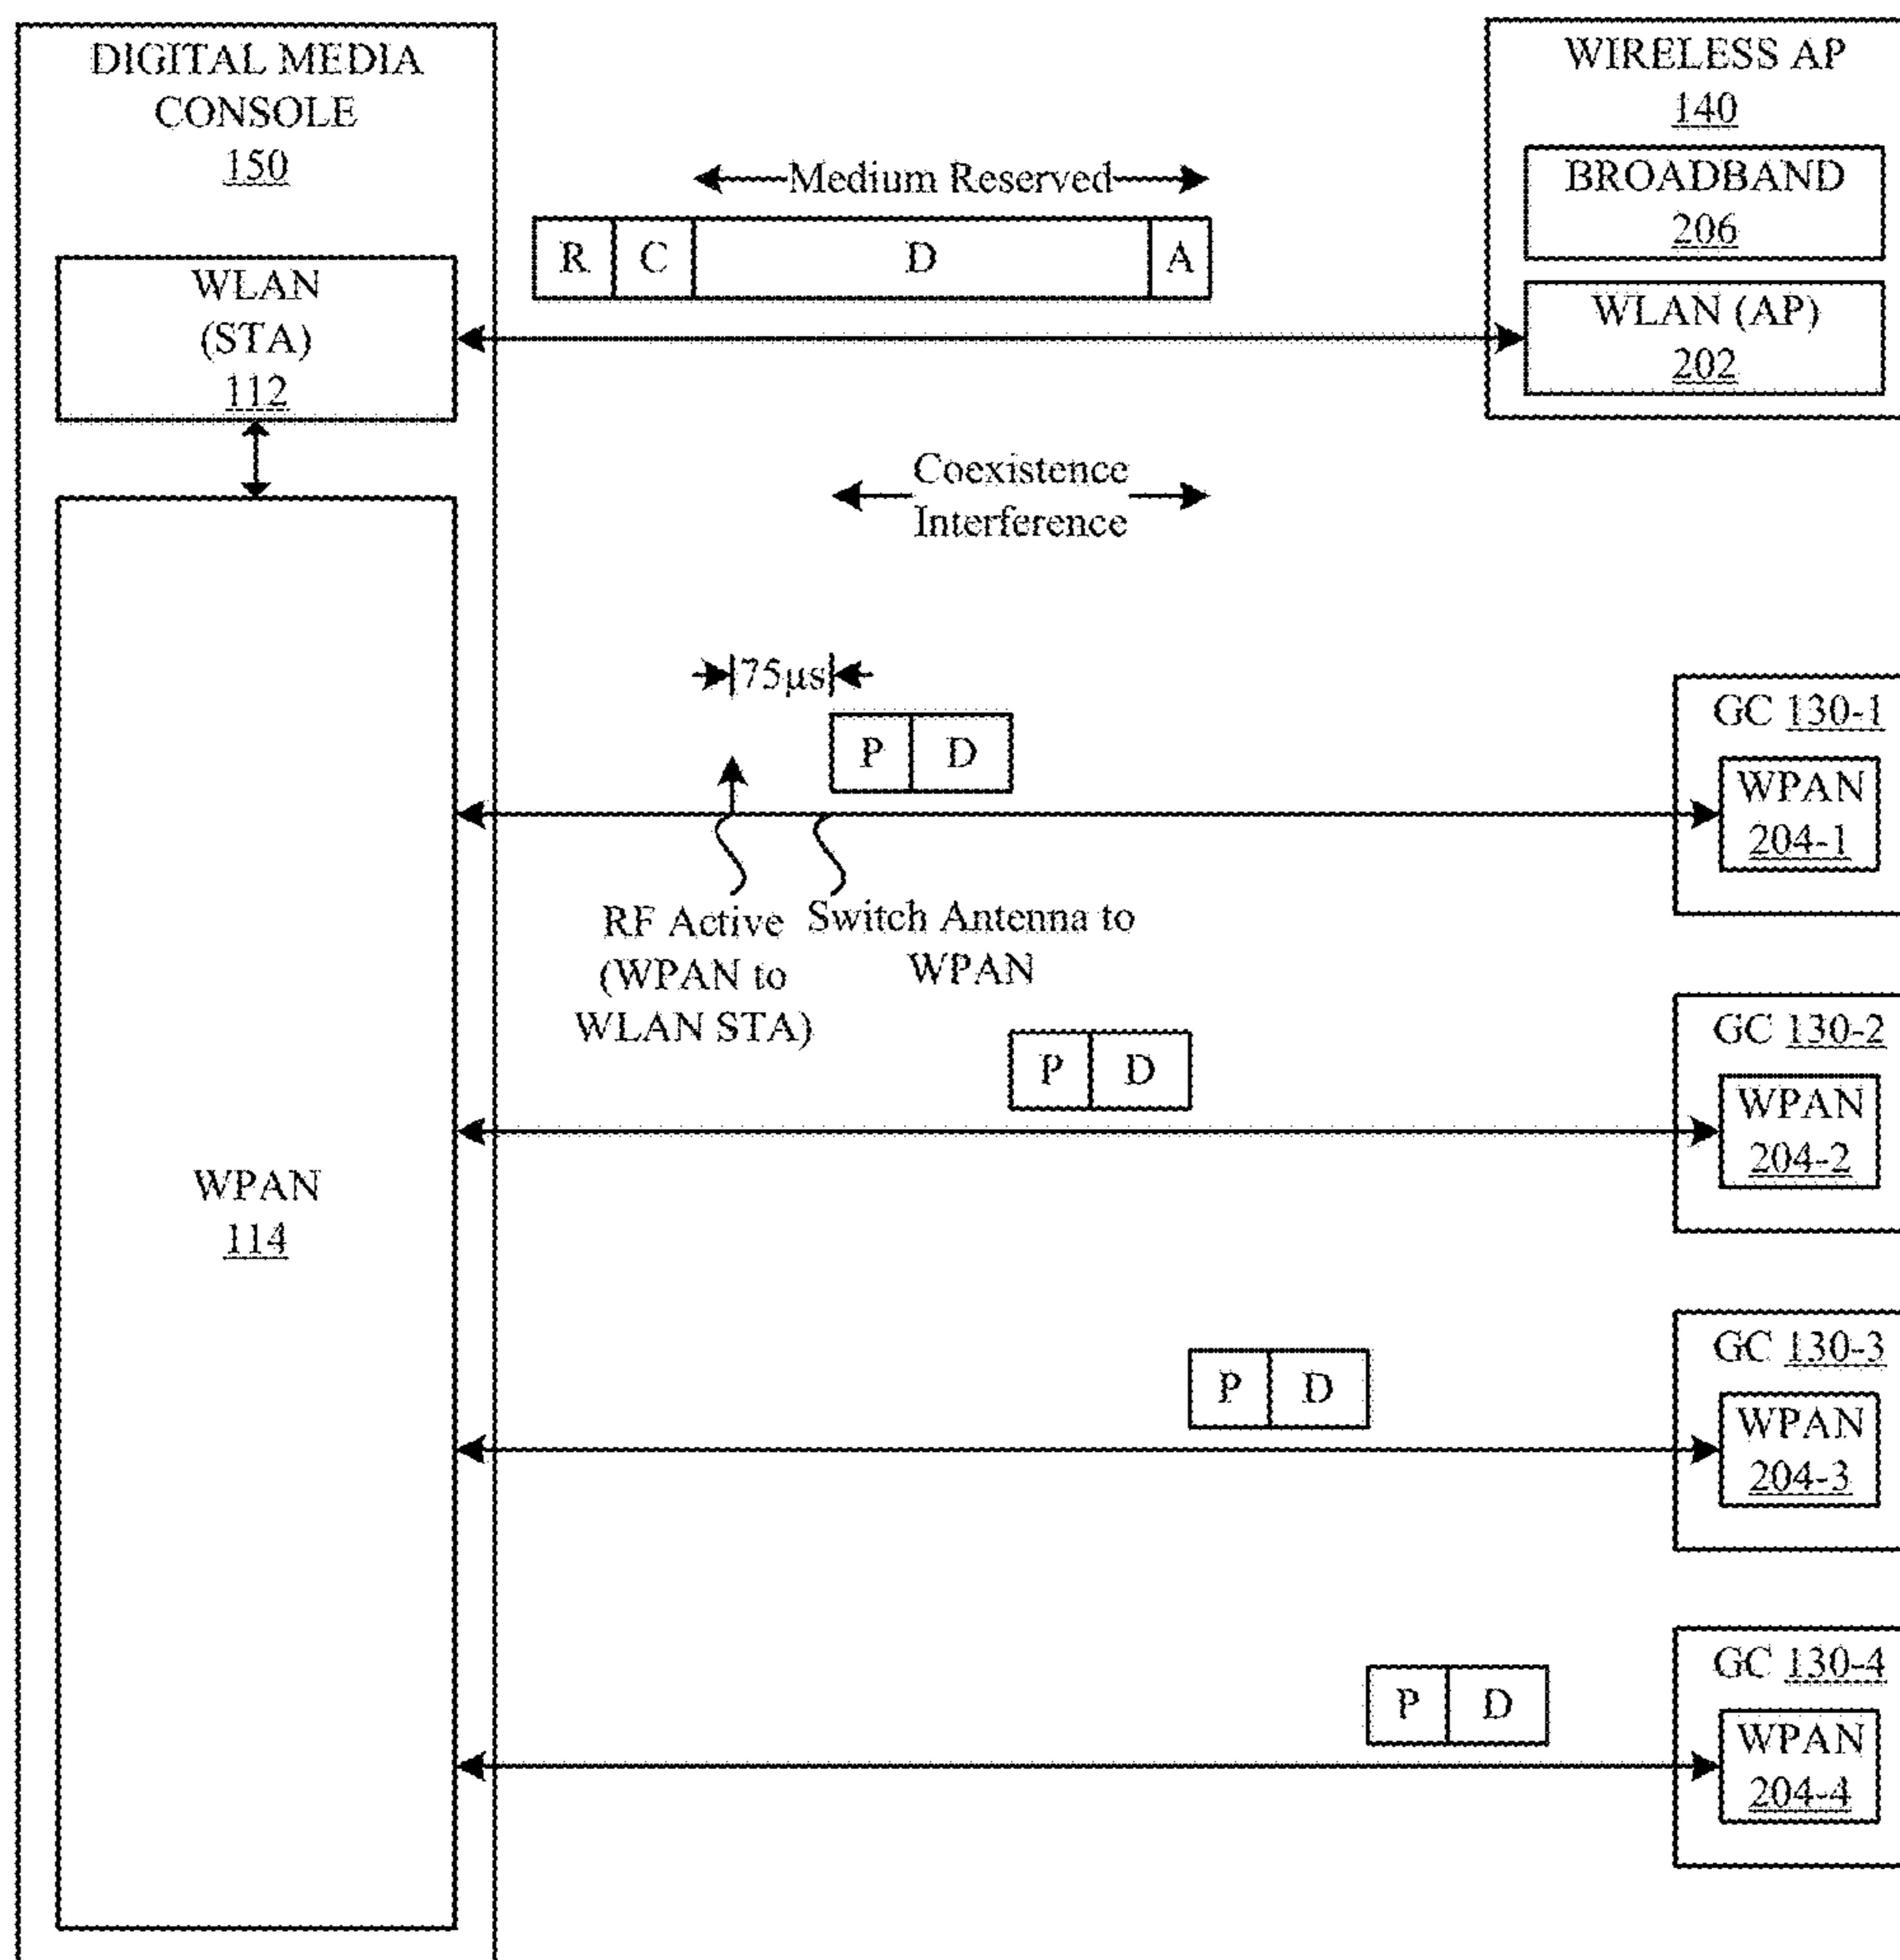 DIGITAL MEDIA
CONSOLE
150
WLAN
(STA)
112
WPAN
114
WIRELESS AP
140
BROADBAND
206
WLAN (AP)
202
Medium Reserved
R C D A
Coexistence
Interference
75µs
P D
RF Active
(WPAN to
WLAN STA)
Switch Antenna to
WPAN
GC 130-1
WPAN
204-1
P D
GC 130-2
WPAN
204-2
P D
GC 130-3
WPAN
204-3
P D
GC 130-4
WPAN
204-4